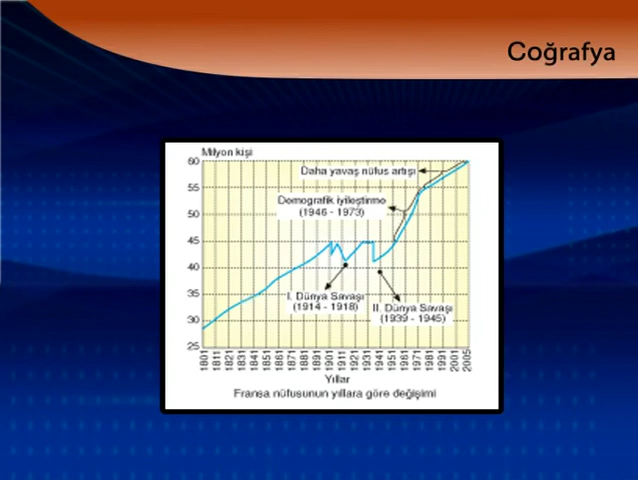 Coğrafya
Milyon kişi
60
Daha yavaş nüfus artışı
55
Demografik iyileştirme
(1946 - 1973)
50
45
40
35
I. Dünya Savaşı
(1914 - 1918)
II. Dünya Savaşı
(1939 - 1945)
30
25
1801 1811 1821 1831 1841 1851 1861 1871 1881 1891 1901 1911 1921 1931 1941 1951 1961 1971 1981 1991 2001 2005
Yıllar
Fransa nüfusunun yıllara göre değişimi